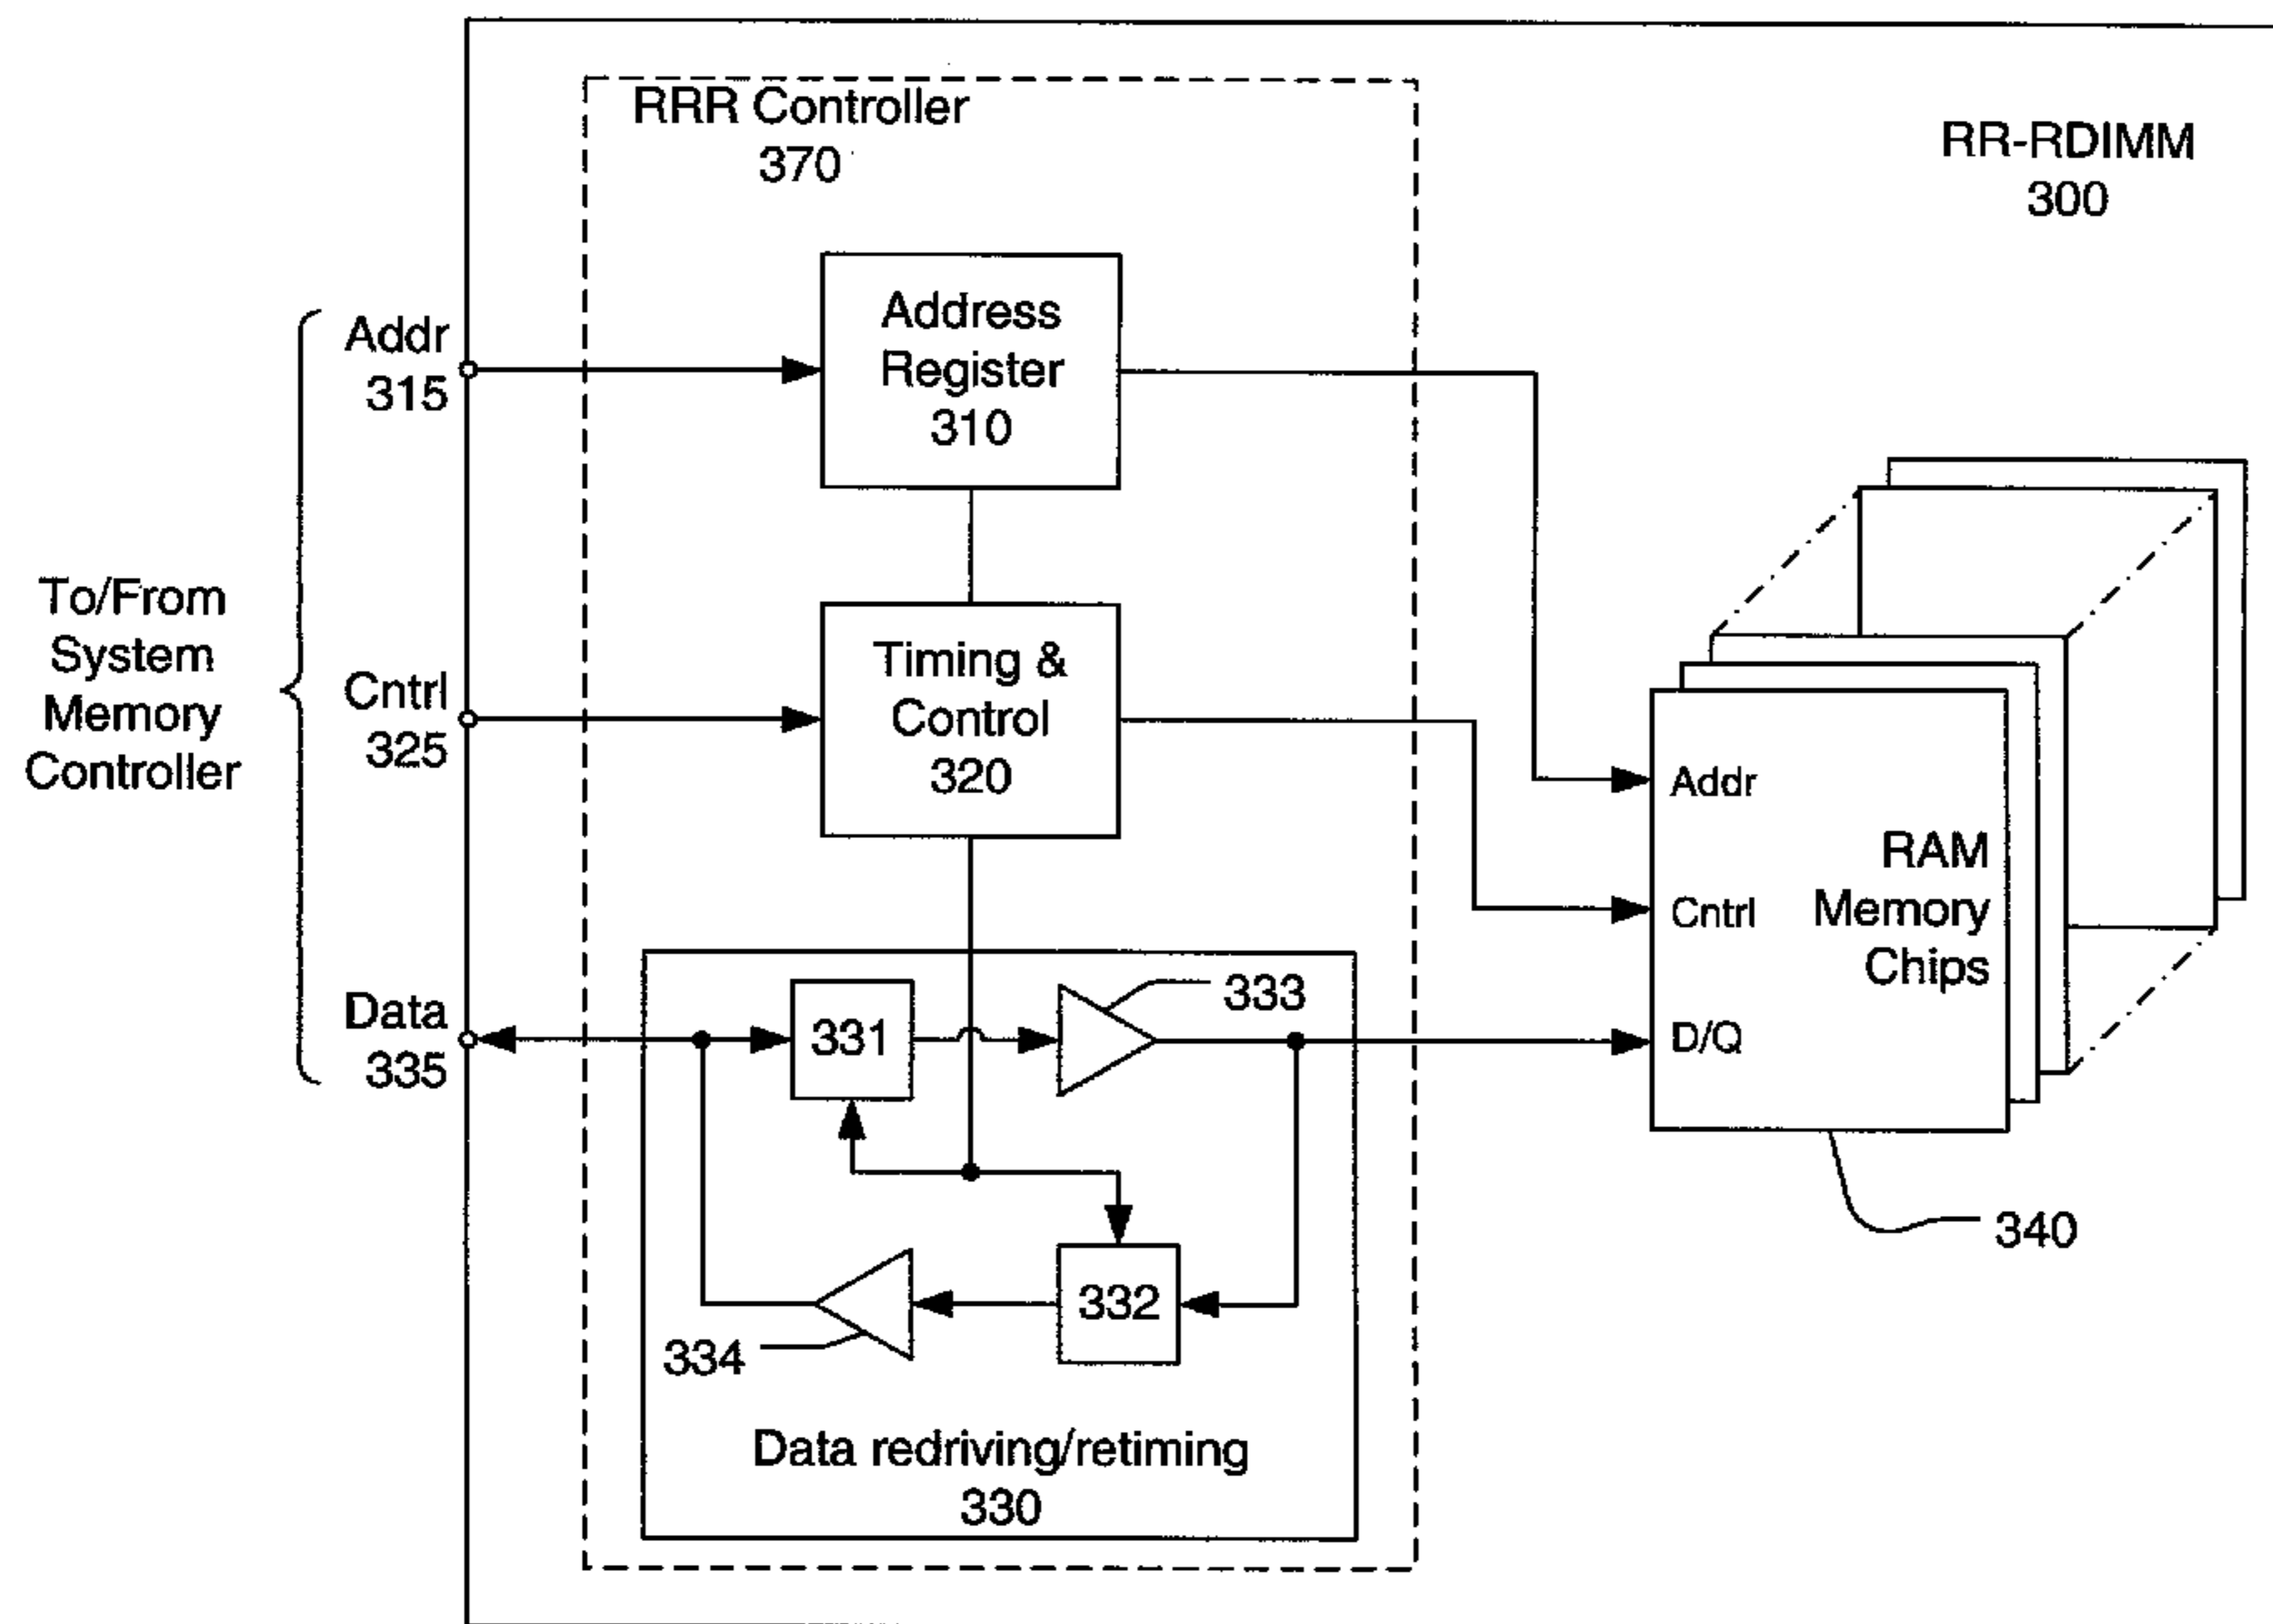 RRR Controller
370
RR-RDIMM
300
Address
Register
310
Addr
315
To/From
System
Memory
Controller
Timing &
Control
320
Cntrl
325
Addr
RAM
Memory
Chips
Cntrl
D/Q
Data
335
331
333
332
334
340
Data redriving/retiming
330